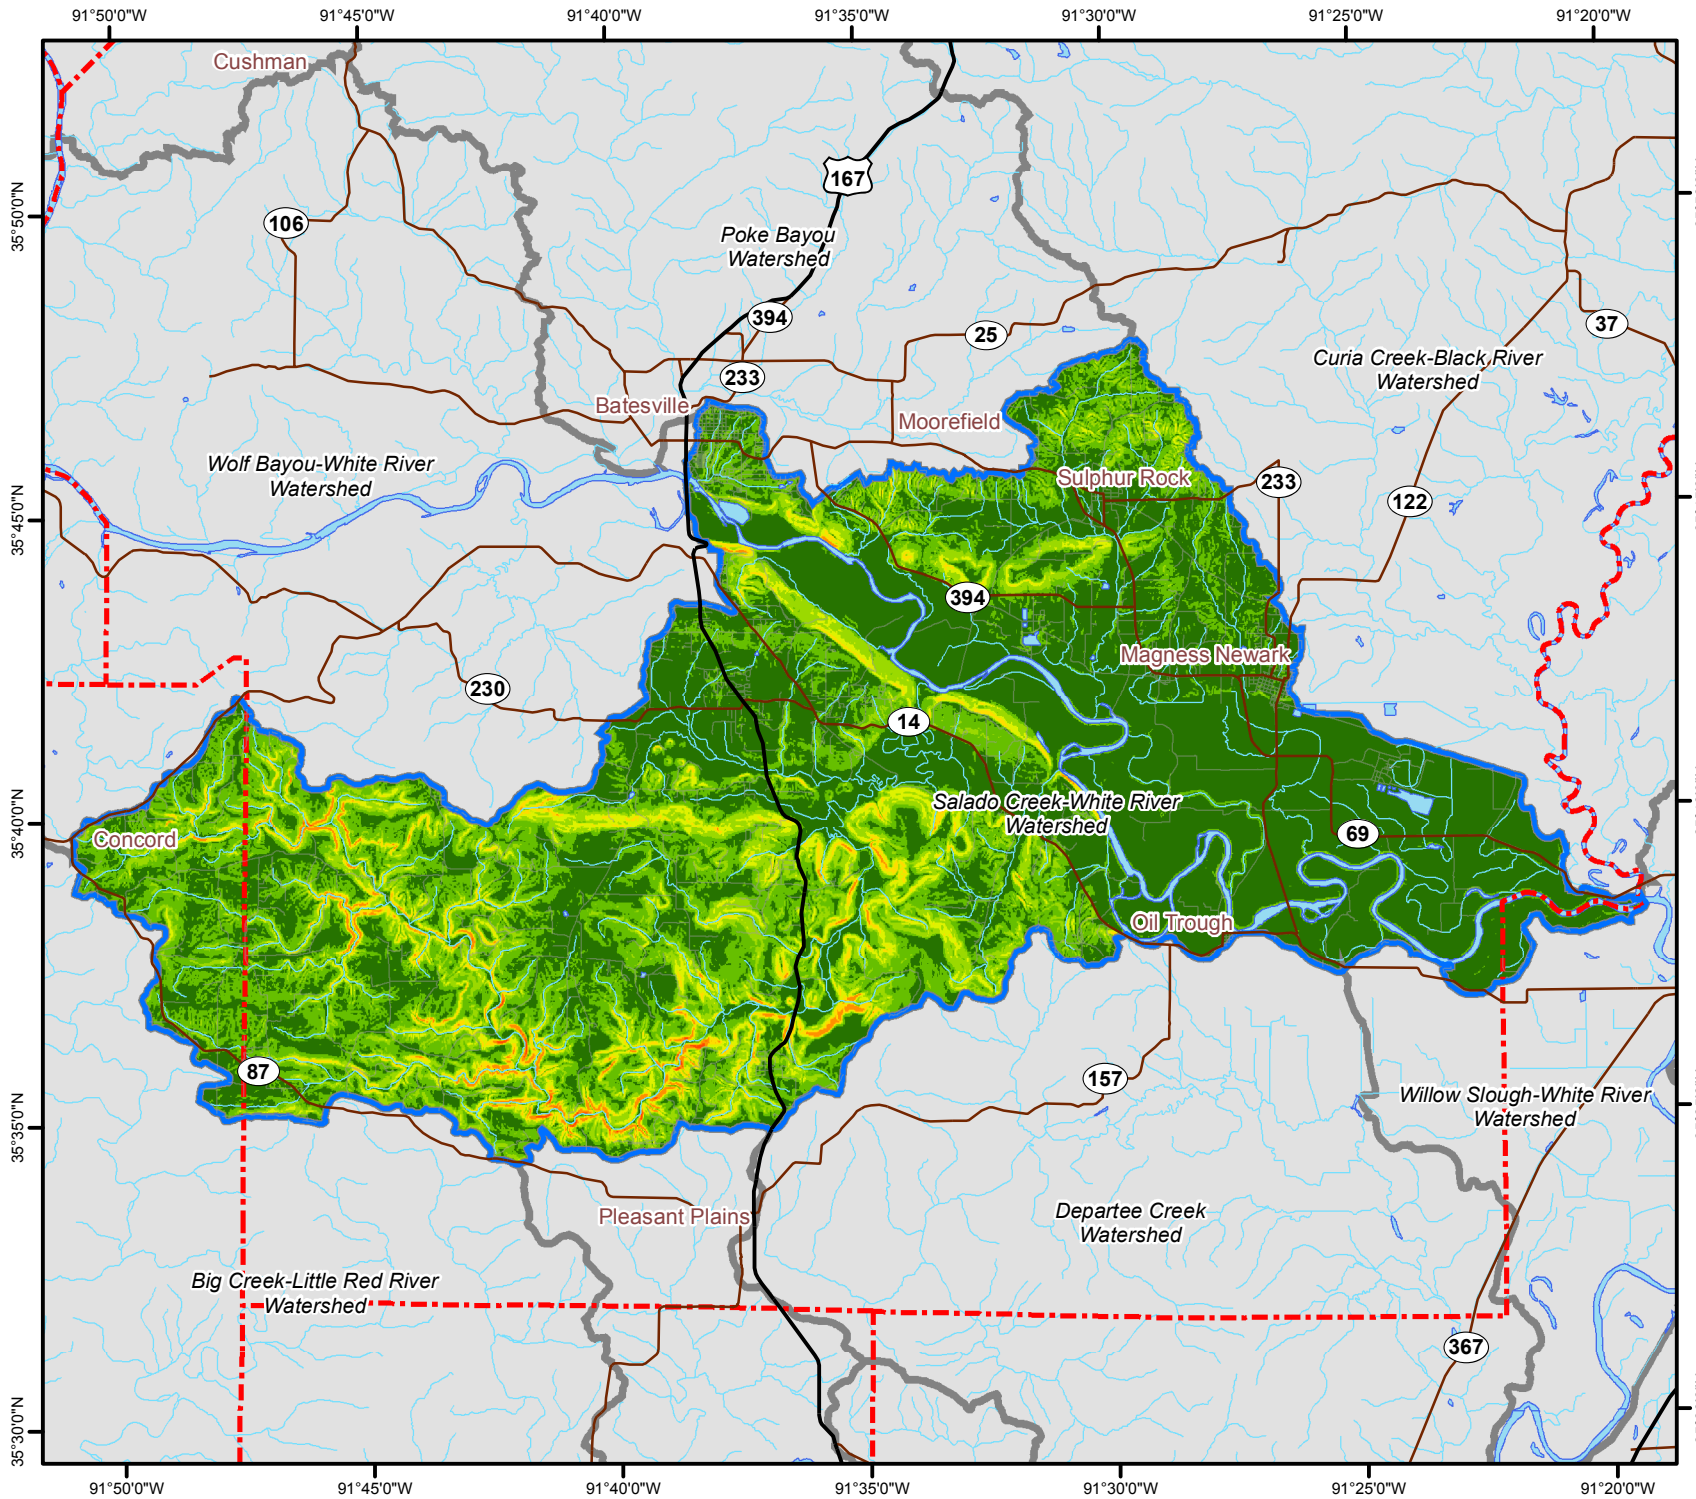 91°50'0"W
91°45'0"W
91°40'0"W
91°35'0"W
91°30'0"W
91°25'0"W
91°20'0"W
Cushman
167
35°50'0"N
106
Poke Bayou
Watershed
394
25
37
Curia Creek-Black River
Watershed
233
Batesville
Moorefield
Wolf Bayou-White River
Watershed
Sulphur Rock
233
122
35°45'0"N
394
Magness Newark
230
14
Salado Creek-White River
Watershed
35°40'0"N
69
Concord
Oil Trough
87
157
Willow Slough-White River
Watershed
35°35'0"N
Pleasant Plains
Departee Creek
Watershed
Big Creek-Little Red River
Watershed
367
35°30'0"N
91°50'0"W
91°45'0"W
91°40'0"W
91°35'0"W
91°30'0"W
91°25'0"W
91°20'0"W